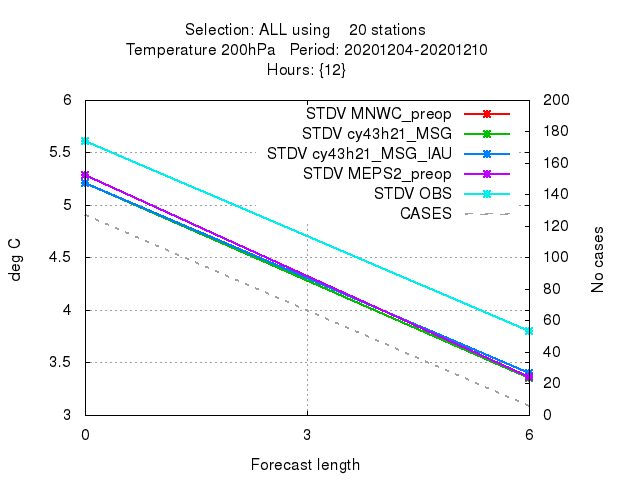 Selection: ALL using 20 stations
Temperature 200hPa Period: 20201204-20201210
Hours: {12}
STDV MNWC_preop
STDV cy43h21_MSG
STDV cy43h21_MSG_IAU
STDV MEPS2_preop
STDV OBS
CASES
6
5.5
5
4.5
4
3.5
3
200
180
160
140
120
100
80
60
40
20
0
deg C
No cases
0 3 6
Forecast length